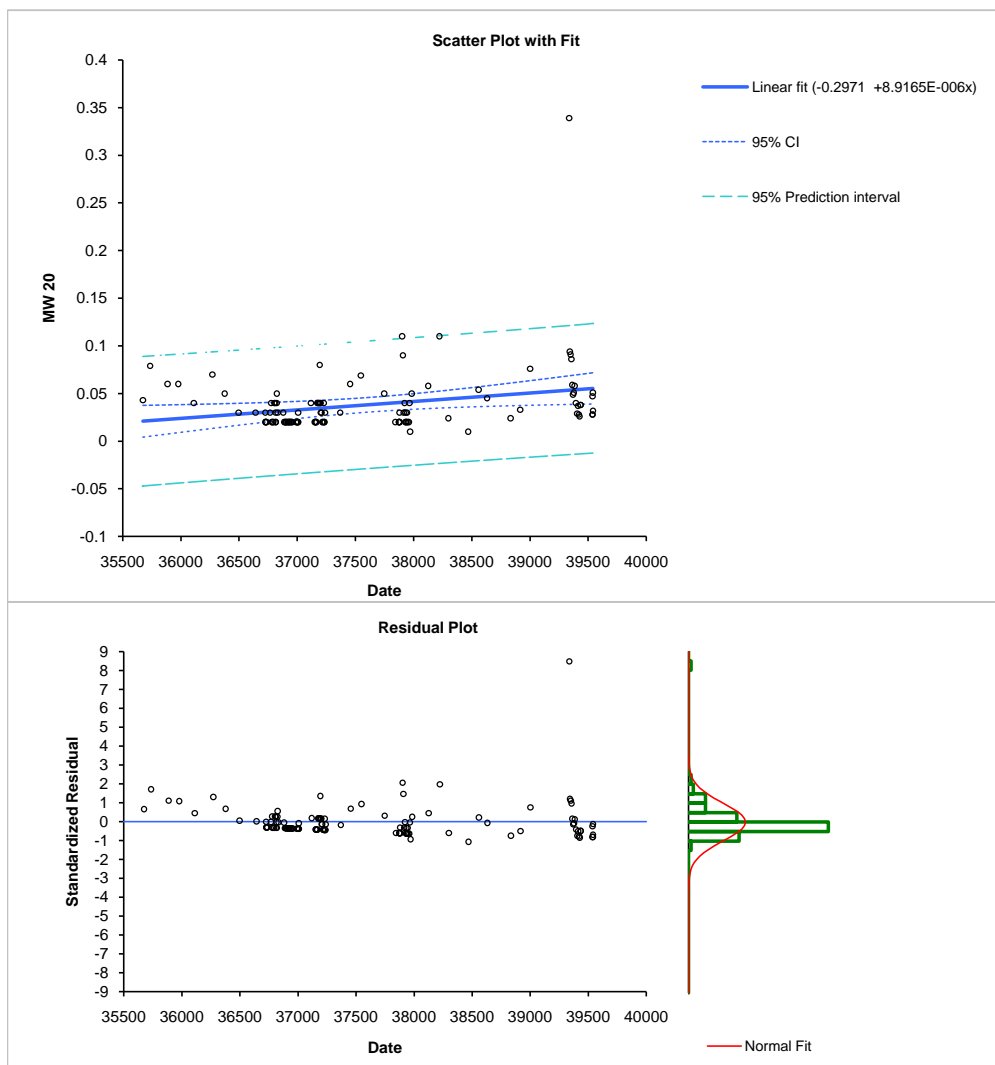 Scatter Plot with Fit
0.4
0.35
0.3
0.25
0.2
0.15
0.1
0.05
0
-0.05
-0.1
MW 20
35500 36000 36500 37000 37500 38000 38500 39000 39500 40000
Date
Linear fit (-0.2971 +8.9165E-006x)
95% CI
95% Prediction interval
Residual Plot
9
8
7
6
5
4
3
2
1
0
-1
-2
-3
-4
-5
-6
-7
-8
-9
Standardized Residual
35500 36000 36500 37000 37500 38000 38500 39000 39500 40000
Date
Normal Fit